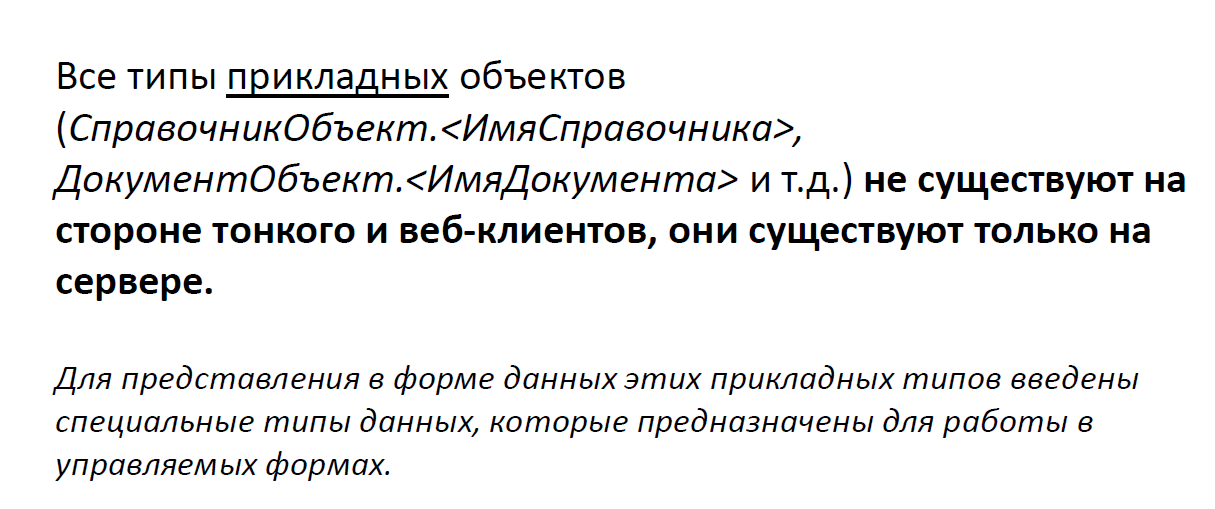 Все типы прикладных объектов
(СправочникОбъект.<ИмяСправочника>,
ДокументОбъект.<ИмяДокумента> и т.д.) не существуют на
стороне тонкого и веб-клиентов, они существуют только на
сервере.
Для представления в форме данных этих прикладных типов введены
специальные типы данных, которые предназначены для работы в
управляемых формах.